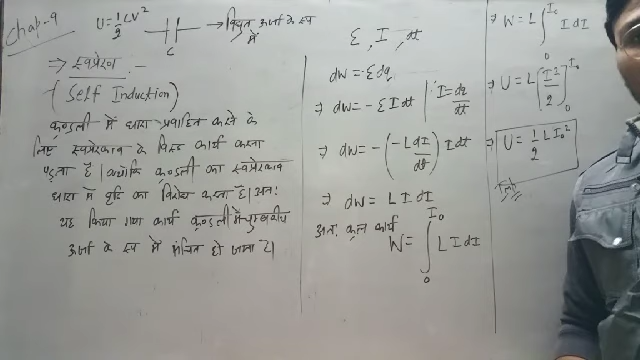 Chap-9
U = 1/2 CV² C → विद्युत ऊर्जा के रूप में
→ स्वप्रेरण :-
(Self Induction)
कुण्डली में धारा प्रवाहित करने के
लिए स्वप्रेरकत्व के विरुद्ध कार्य करना
पड़ता है | क्योंकि कुण्डली का स्वप्रेरकत्व
धारा में वृद्धि का विरोध करता है | अतः
यह किया गया कार्य कुण्डली में चुम्बकीय
ऊर्जा के रूप में संचित हो जाता है।
ℰ, I, dt
dw = ℰ dq
⇒ dw = -ℰ I dt | I = dq/dt
⇒ dw = -(-L dI/dt) I dt
⇒ dw = L I dI
अतः कुल कार्य
W = ∫₀^I₀ L I dI
⇒ W = L ∫₀^I₀ I dI
⇒ U = L [I²/2]₀^I₀
⇒ U = 1/2 L I₀²
Imp